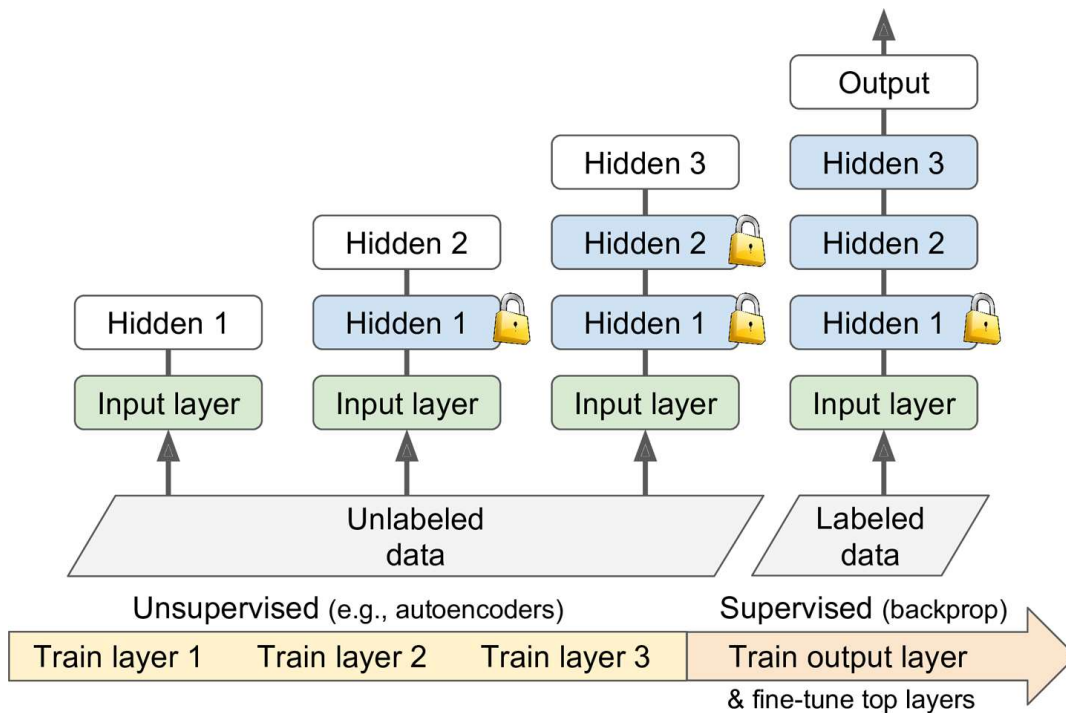 Output
Hidden 3
Hidden 3
Hidden 2
Hidden 2
Hidden 2
Hidden 1
Hidden 1
Hidden 1
Hidden 1
Input layer
Input layer
Input layer
Input layer
Unlabeled
data
Labeled
data
Unsupervised (e.g., autoencoders)
Supervised (backprop)
Train layer 1
Train layer 2
Train layer 3
Train output layer
& fine-tune top layers